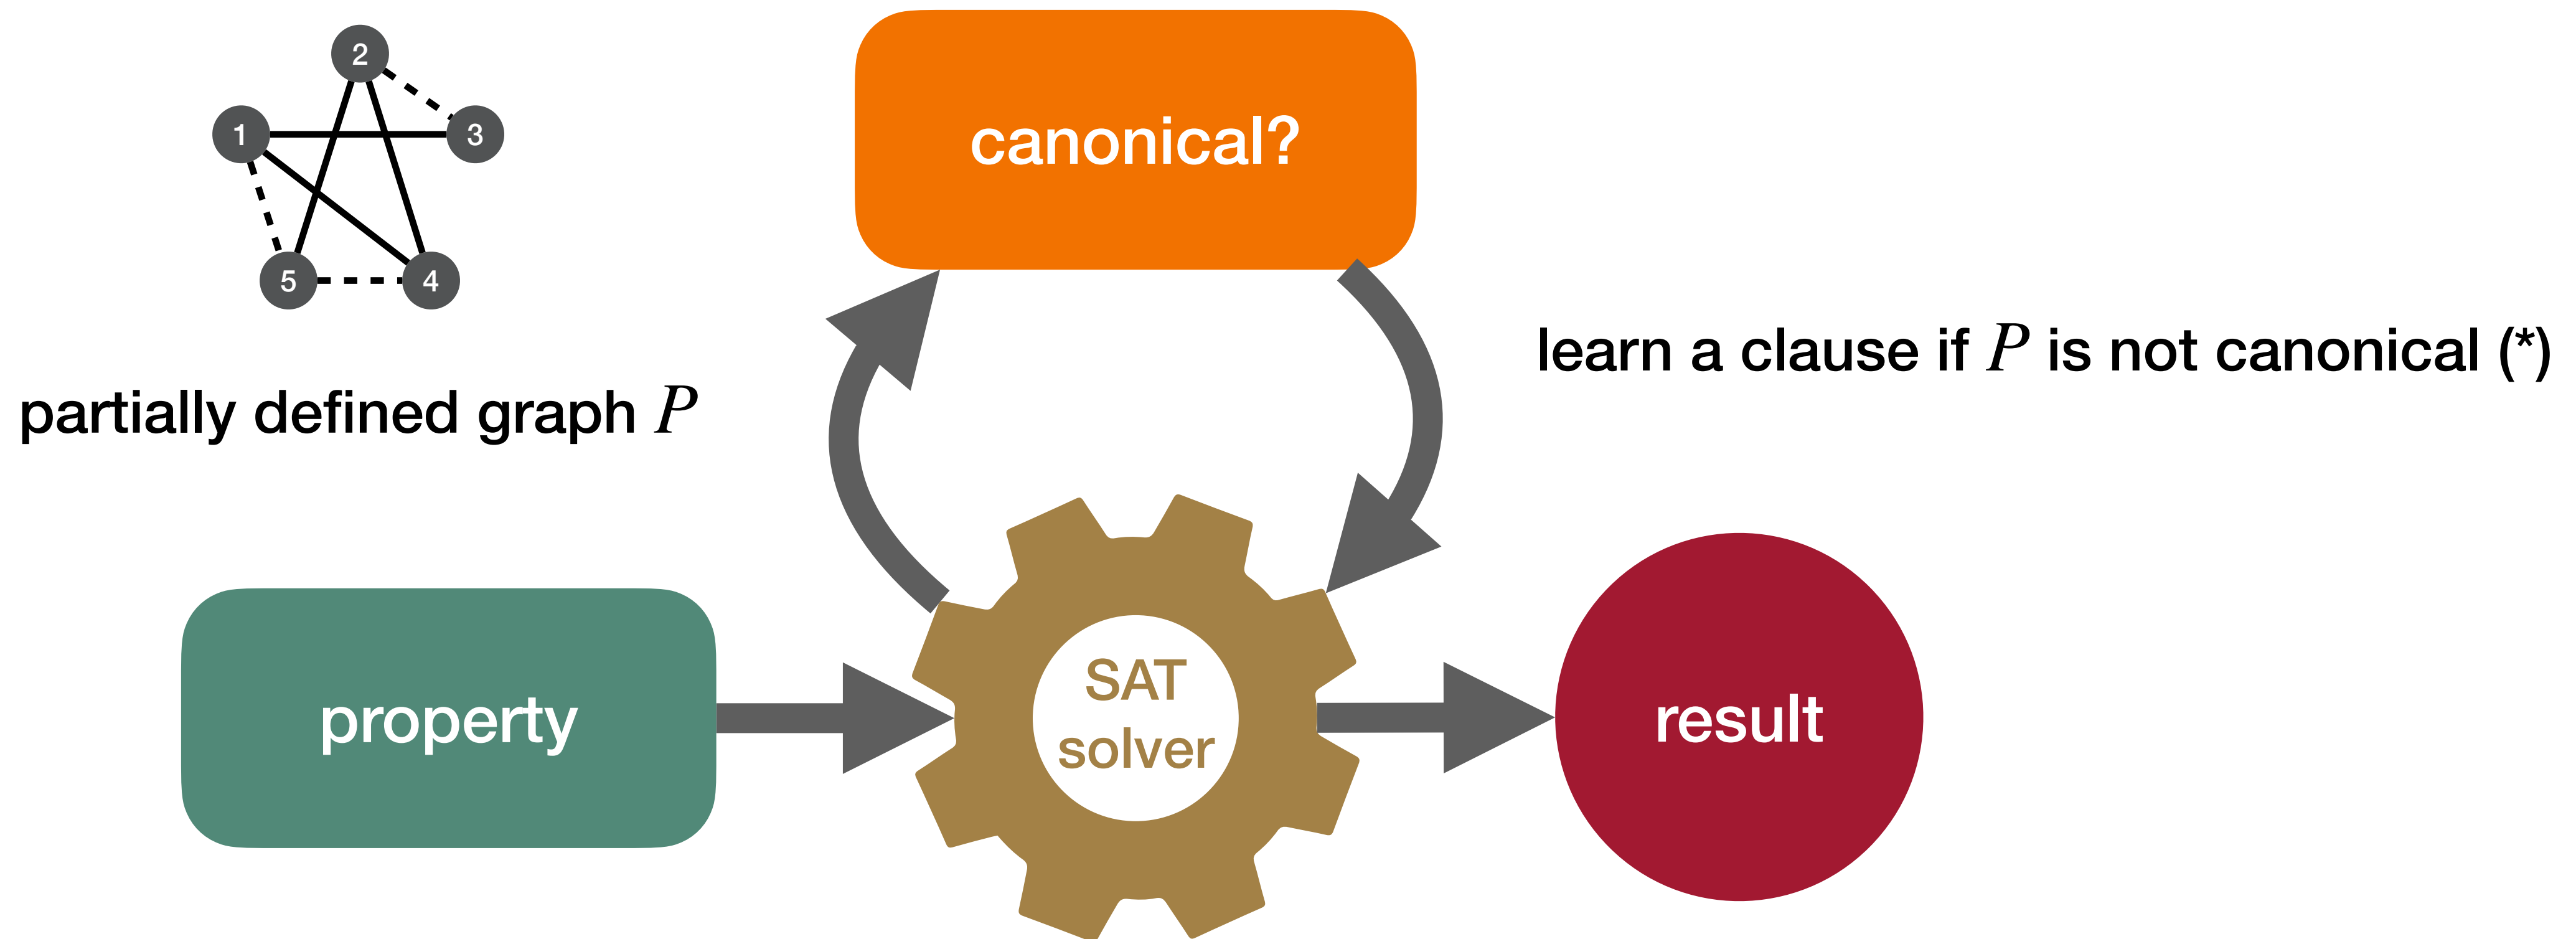 2
1
3
5
4
partially defined graph P
canonical?
learn a clause if P is not canonical (*)
property
SAT
solver
result